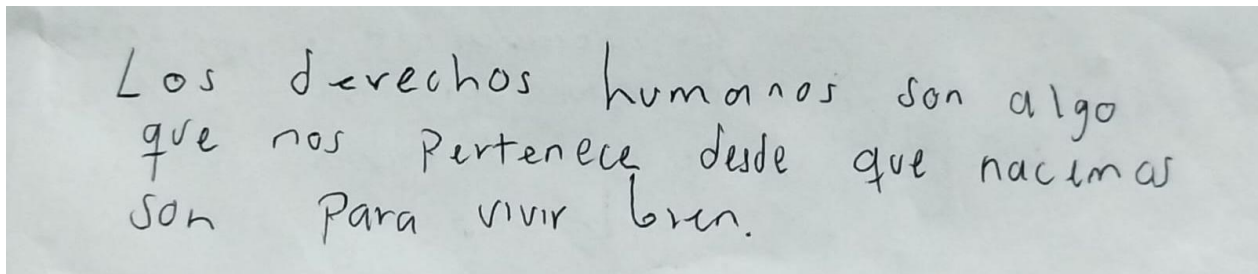 Los derechos humanos son algo
que nos Pertenece desde que nacimos
son Para vivir bien.